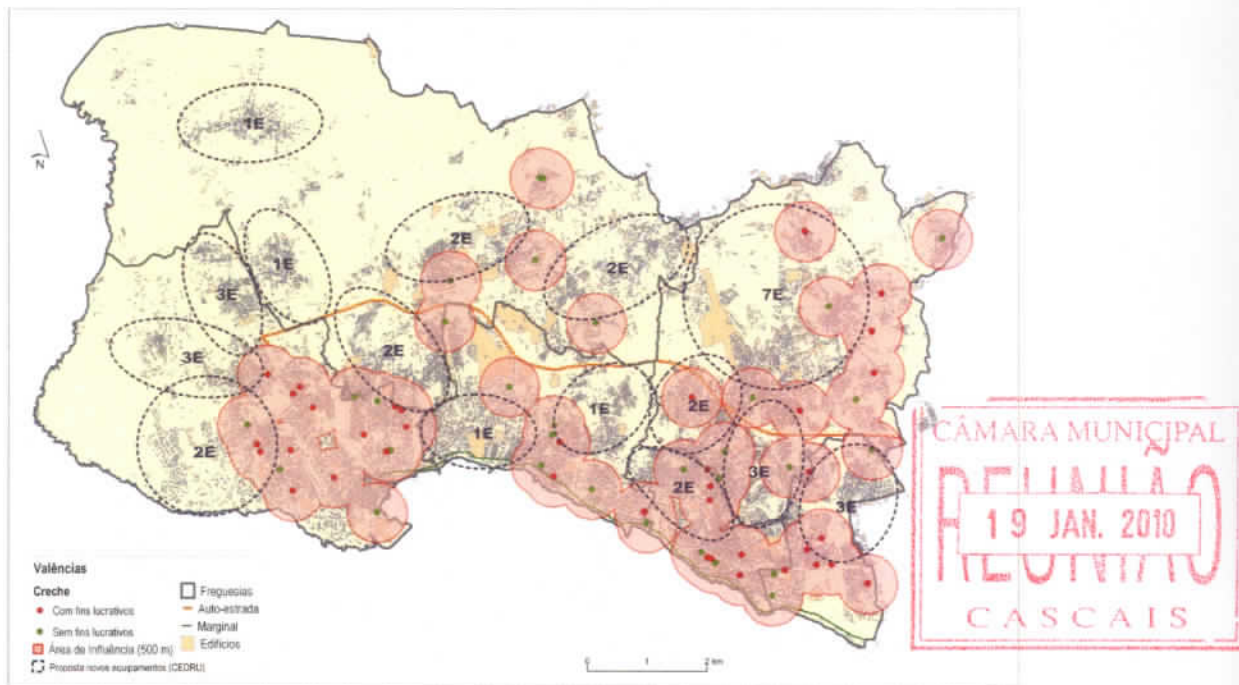 1E
2E
1E
2E
3E
7E
3E
2E
1E
2E
1E
2E
3E
2E
3E
N
Valências
Creche
Com fins lucrativos
Sem fins lucrativos
Área de Influência (500 m)
Proposta novos equipamentos (CEDRU)
Freguesias
Auto-estrada
Marginal
Edifícios
0 1 2 km
CÂMARA MUNICIPAL
REUNIÃO
19 JAN. 2010
CASCAIS